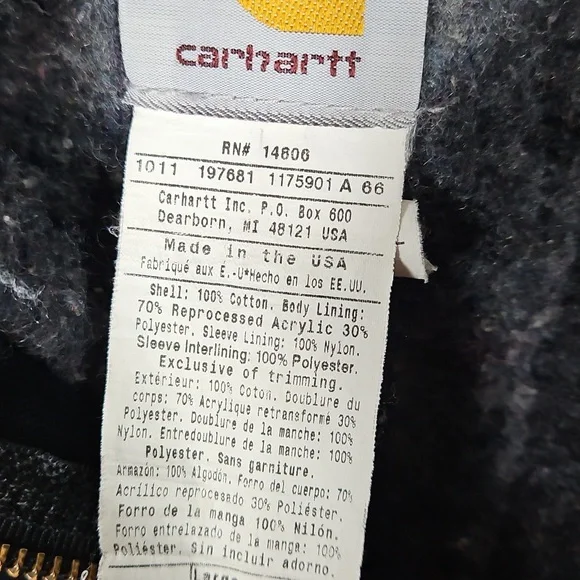 carhartt
RN# 14806
1011 197681 1175901 A 66
Carhartt Inc. P.O. Box 600
Dearborn, MI 48121 USA
Made in the USA
Fabriqué aux E.-U*Hecho en los EE.UU.
Shell: 100% Cotton. Body Lining:
70% Reprocessed Acrylic 30%
Polyester. Sleeve Lining: 100% Nylon.
Sleeve Interlining: 100% Polyester.
Exclusive of trimming.
Extérieur: 100% Coton. Doublure du
corps: 70% Acrylique retransformé 30%
Polyester. Doublure de la manche: 100%
Nylon. Entredoublure de la manche: 100%
Polyester. Sans garniture.
Armazón: 100% Algodón. Forro del cuerpo: 70%
Acrílico reprocesado 30% Poliéster.
Forro de la manga 100% Nilón.
Forro entrelazado de la manga: 100%
Poliéster. Sin incluir adorno.
Large